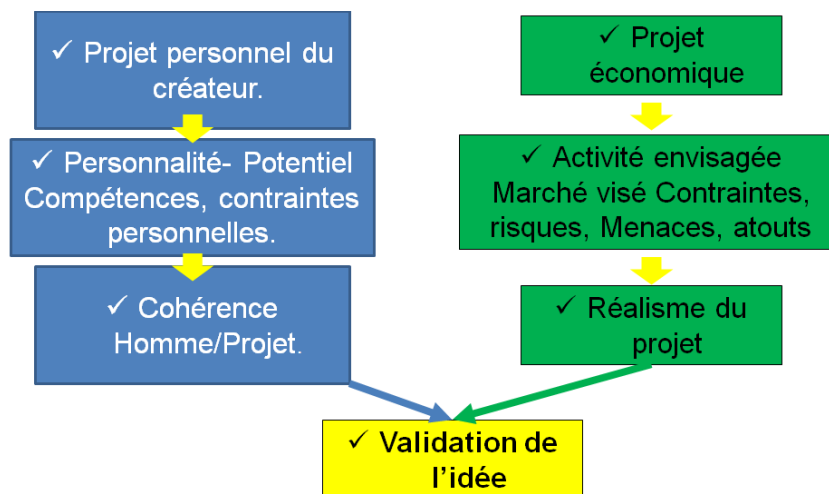 ✓ Projet personnel du
créateur.
✓ Personnalité- Potentiel
Compétences, contraintes
personnelles.
✓ Cohérence
Homme/Projet.
✓ Projet
économique
✓ Activité envisagée
Marché visé Contraintes,
risques, Menaces, atouts
✓ Réalisme du
projet
✓ Validation de
l'idée